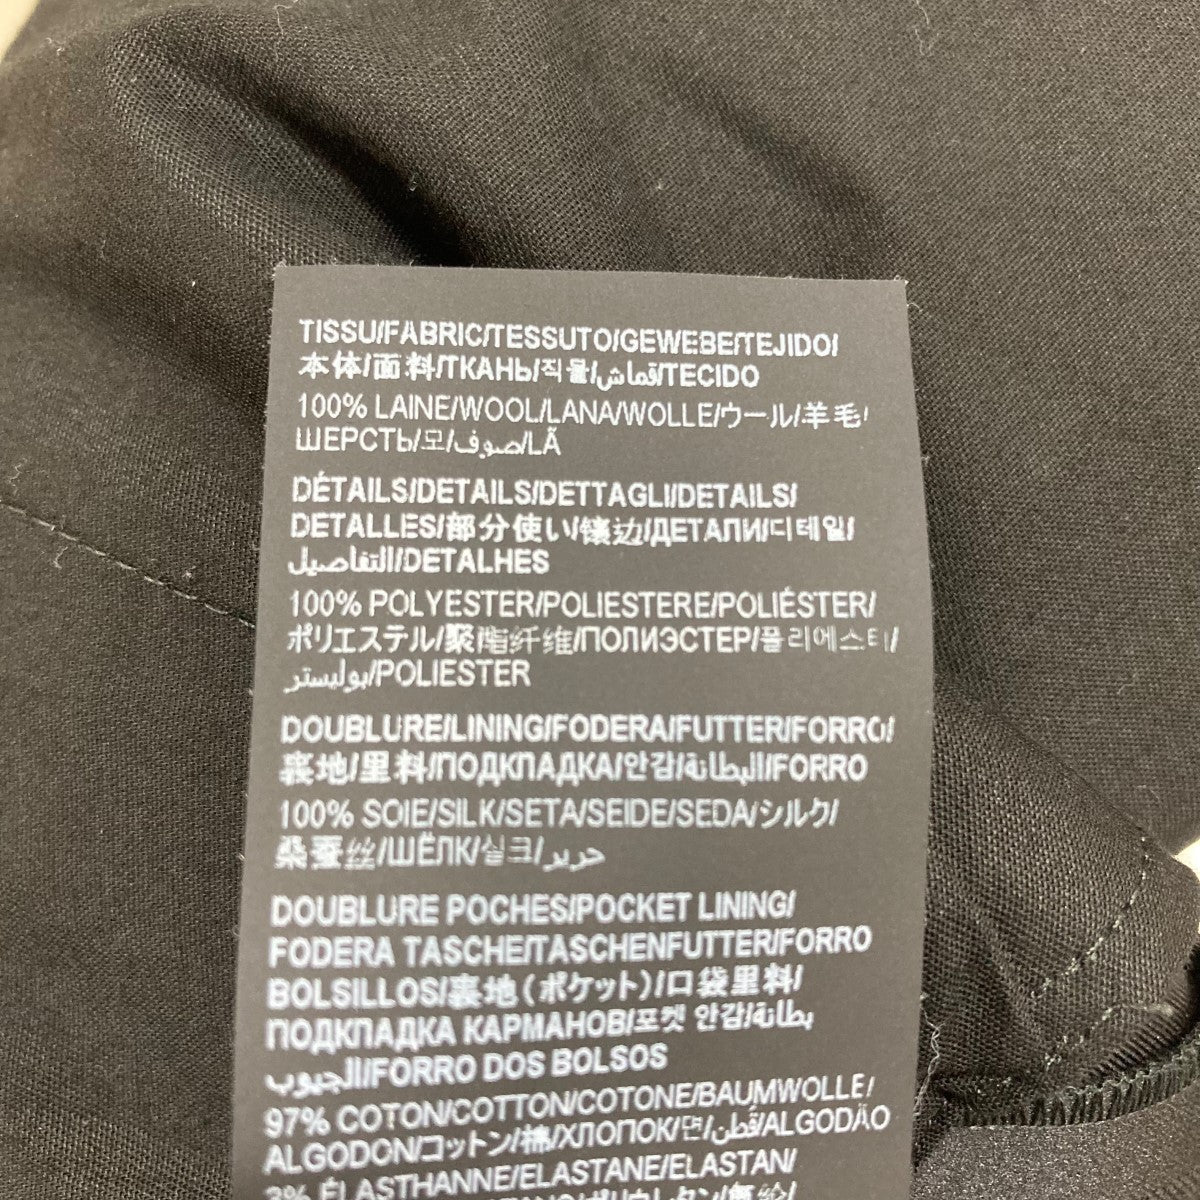 TISSU/FABRIC/TESSUTO/GEWEBE/TEJIDO/
本体/面料/ТКАНЬ/직물/قماش/TECIDO
100% LAINE/WOOL/LANA/WOLLE/ウール/羊毛/
ШЕРСТЬ/모/صوف/LÃ
DÉTAILS/DETAILS/DETTAGLI/DETAILS/
DETALLES/部分使い/镶边/ДЕТАЛИ/디테일/
التفاصيل/DETALHES
100% POLYESTER/POLIESTERE/POLIÉSTER/
ポリエステル/聚酯纤维/ПОЛИЭСТЕР/폴리에스터/
بوليستر/POLIESTER
DOUBLURE/LINING/FODERA/FUTTER/FORRO/
裏地/里料/ПОДКЛАДКА/안감/البطانة/FORRO
100% SOIE/SILK/SETA/SEIDE/SEDA/シルク/
桑蚕丝/ШЁЛК/실크/حرير
DOUBLURE POCHES/POCKET LINING/
FODERA TASCHE/TASCHENFUTTER/FORRO
BOLSILLOS/裏地(ポケット)/口袋里料/
ПОДКЛАДКА КАРМАНОВ/포켓 안감/بطانة
الجيوب/FORRO DOS BOLSOS
97% COTON/COTTON/COTONE/BAUMWOLLE/
ALGODON/コットン/棉/ХЛОПОК/면/قطن/ALGODÃO
3% ÉLASTHANNE/ELASTANE/ELASTAN/